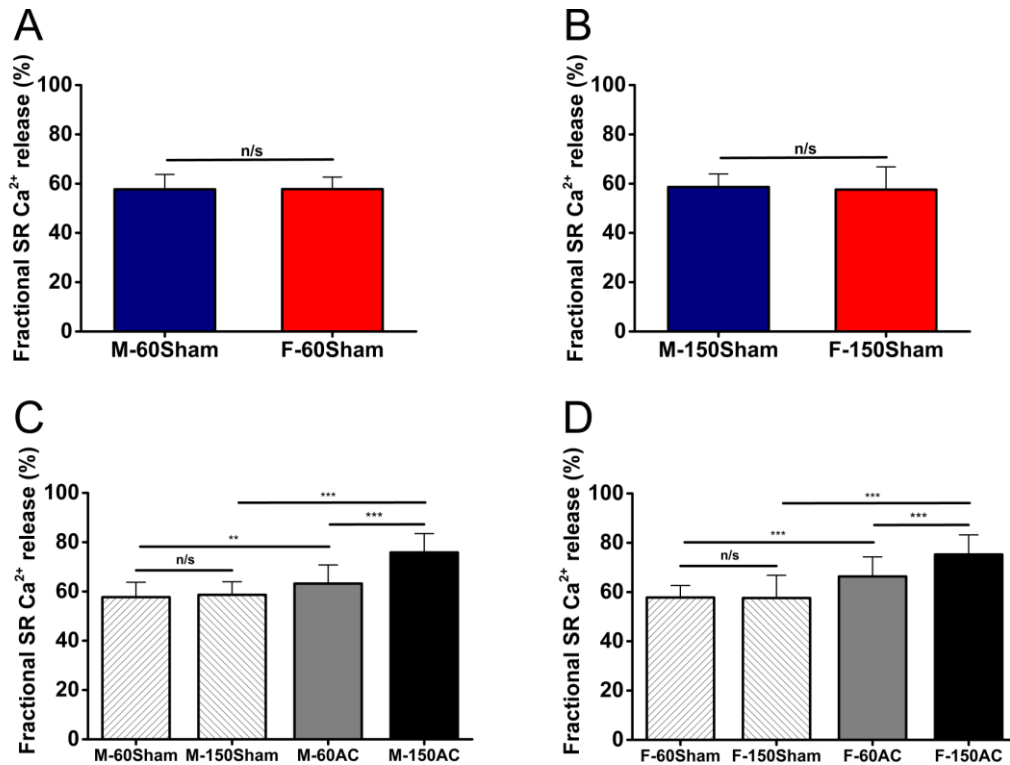 A
Fractional SR Ca²⁺ release (%)
100
80
60
40
20
0
n/s
M-60Sham F-60Sham
B
Fractional SR Ca²⁺ release (%)
100
80
60
40
20
0
n/s
M-150Sham F-150Sham
C
Fractional SR Ca²⁺ release (%)
100
80
60
40
20
0
***
***
**
n/s
M-60Sham M-150Sham M-60AC M-150AC
D
Fractional SR Ca²⁺ release (%)
100
80
60
40
20
0
***
***
***
n/s
F-60Sham F-150Sham F-60AC F-150AC